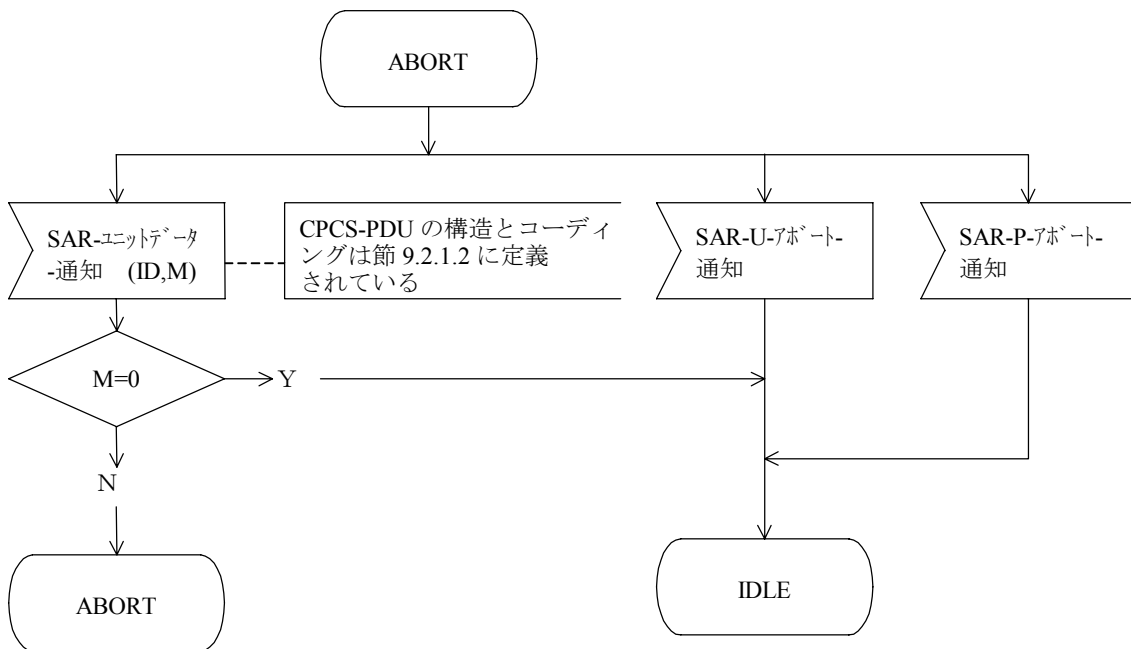 ABORT
SAR-ユニットデータ
-通知 (ID,M)
CPCS-PDU の構造とコーディ
ングは節 9.2.1.2 に定義
されている
SAR-U-アボート-
通知
SAR-P-アボート-
通知
M=0
Y
N
ABORT
IDLE